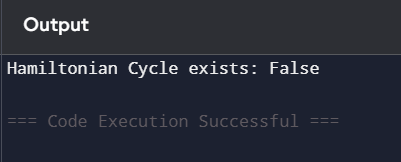 Output
Hamiltonian Cycle exists: False
=== Code Execution Successful ===